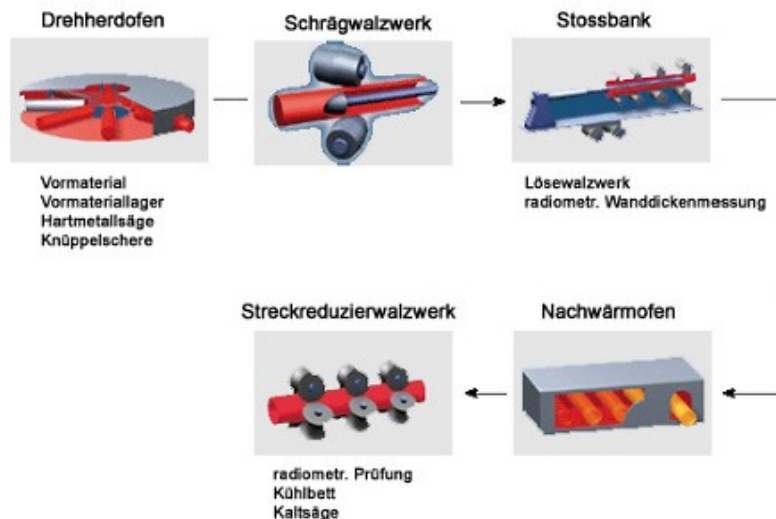 Drehherdofen
Schrägwalzwerk
Stossbank
Vormaterial
Vormateriallager
Hartmetallsäge
Knüppelschere
Lösewalzwerk
radiometr. Wanddickenmessung
Streckreduzierwalzwerk
Nachwärmofen
radiometr. Prüfung
Kühlbett
Kaltsäge